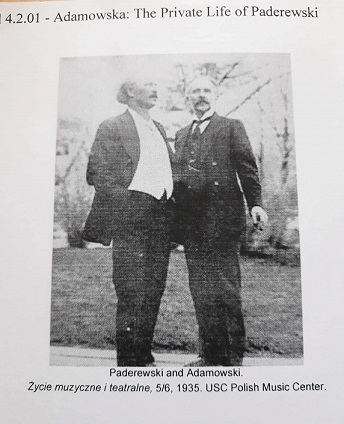 4.2.01 - Adamowska: The Private Life of Paderewski
Paderewski and Adamowski.
Życie muzyczne i teatralne, 5/6, 1935. USC Polish Music Center.